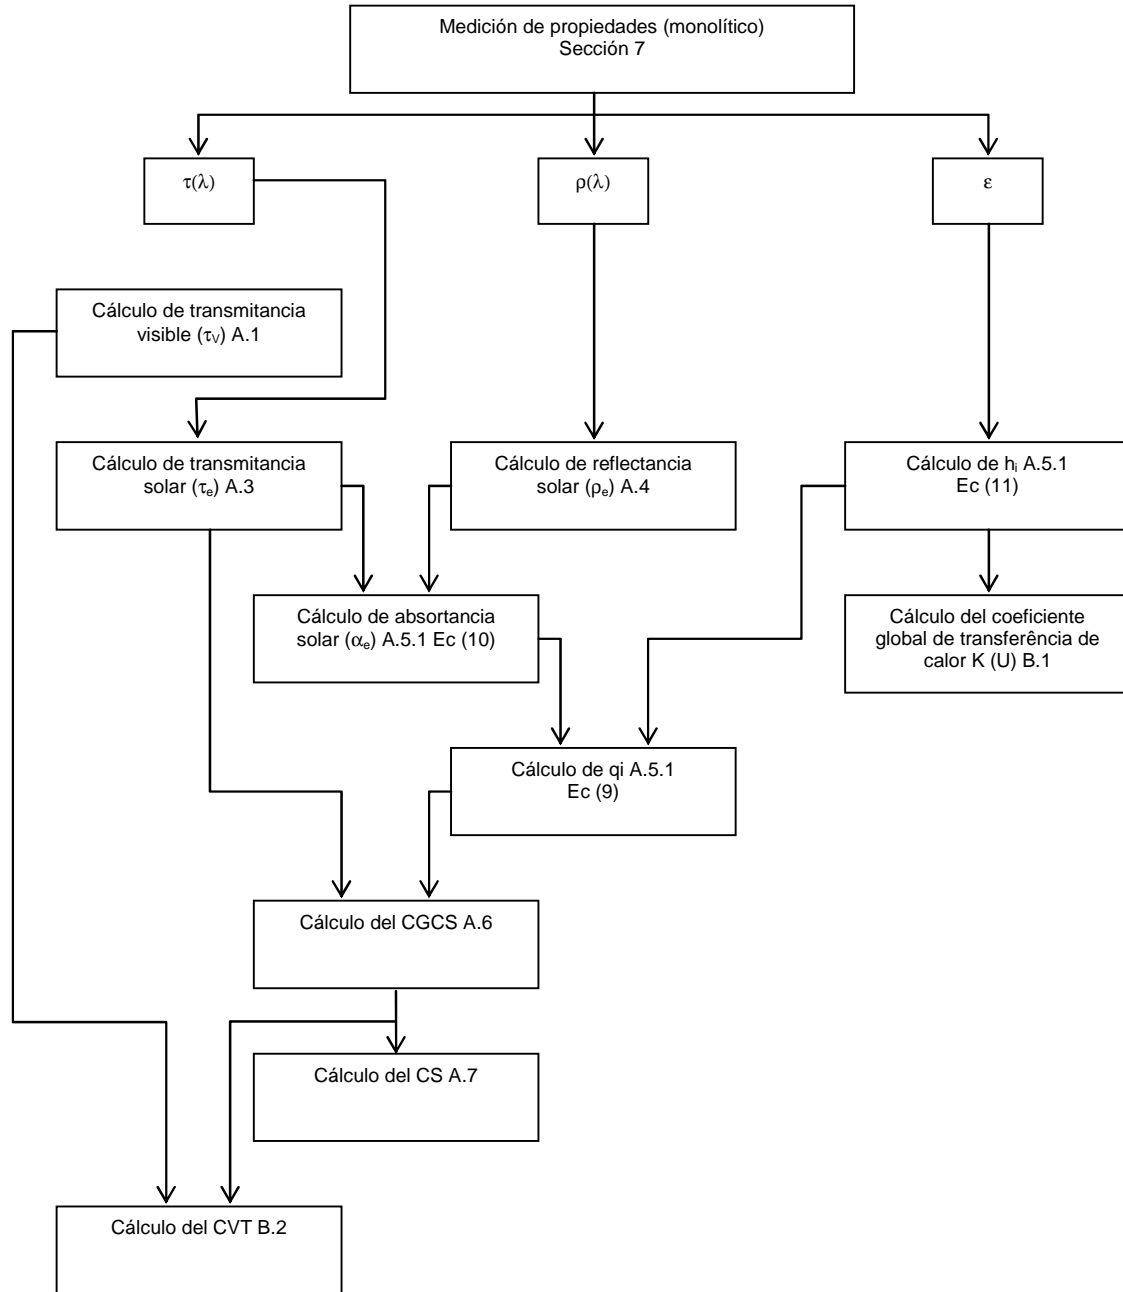 Medición de propiedades (monolítico)
Sección 7
τ(λ)
ρ(λ)
ε
Cálculo de transmitancia
visible (τV) A.1
Cálculo de transmitancia
solar (τe) A.3
Cálculo de reflectancia
solar (ρe) A.4
Cálculo de hi A.5.1
Ec (11)
Cálculo de absortancia
solar (αe) A.5.1 Ec (10)
Cálculo del coeficiente
global de transferência de
calor K (U) B.1
Cálculo de qi A.5.1
Ec (9)
Cálculo del CGCS A.6
Cálculo del CS A.7
Cálculo del CVT B.2